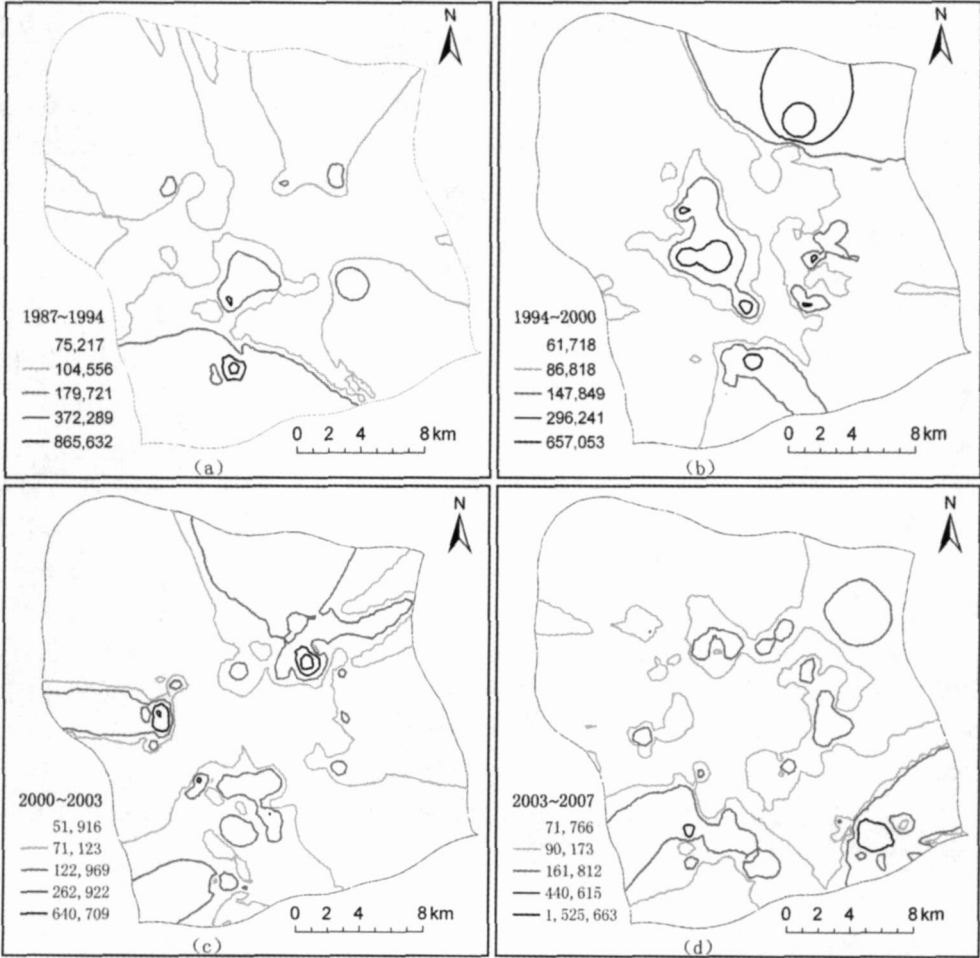 N
1987~1994
75,217
104,556
179,721
372,289
865,632
0 2 4 8 km
(a)
N
1994~2000
61,718
86,818
147,849
296,241
657,053
0 2 4 8 km
(b)
N
2000~2003
51,916
71,123
122,969
262,922
640,709
0 2 4 8 km
(c)
N
2003~2007
71,766
90,173
161,812
440,615
1,525,663
0 2 4 8 km
(d)